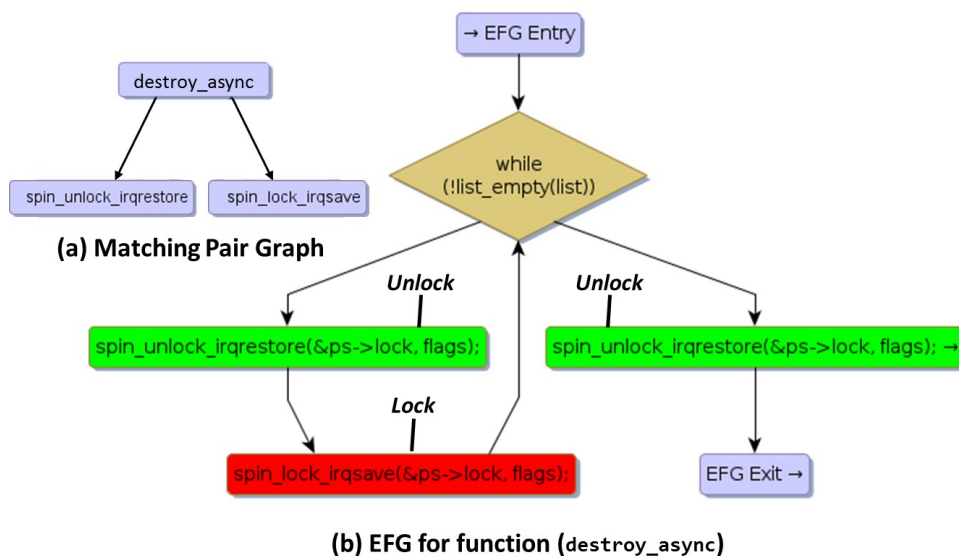 → EFG Entry
destroy_async
while
(!list_empty(list))
spin_unlock_irqrestore
spin_lock_irqsave
(a) Matching Pair Graph
Unlock
Unlock
spin_unlock_irqrestore(&ps->lock, flags);
spin_unlock_irqrestore(&ps->lock, flags); →
Lock
spin_lock_irqsave(&ps->lock, flags);
EFG Exit →
(b) EFG for function (destroy_async)